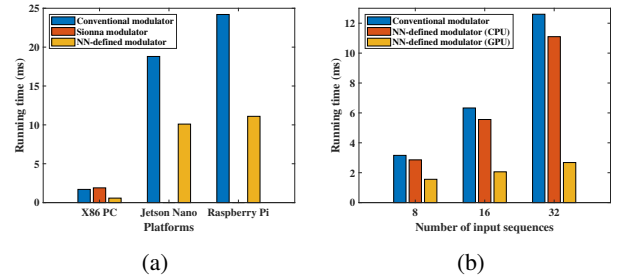 Running time (ms)
25
20
15
10
5
0
Conventional modulator
Sionna modulator
NN-defined modulator
X86 PC Jetson Nano Raspberry Pi
Platforms
(a)
Running time (ms)
12
10
8
6
4
2
0
Conventional modulator
NN-defined modulator (CPU)
NN-defined modulator (GPU)
8 16 32
Number of input sequences
(b)